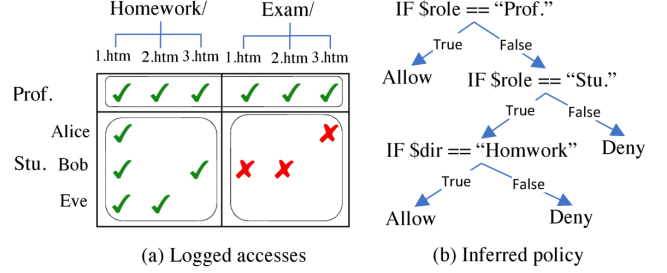 Homework/ Exam/
1.htm 2.htm 3.htm 1.htm 2.htm 3.htm
Prof.
Alice
Stu. Bob
Eve
(a) Logged accesses
IF $role == “Prof.”
True False
Allow IF $role == “Stu.”
True False
IF $dir == “Homwork” Deny
True False
Allow Deny
(b) Inferred policy